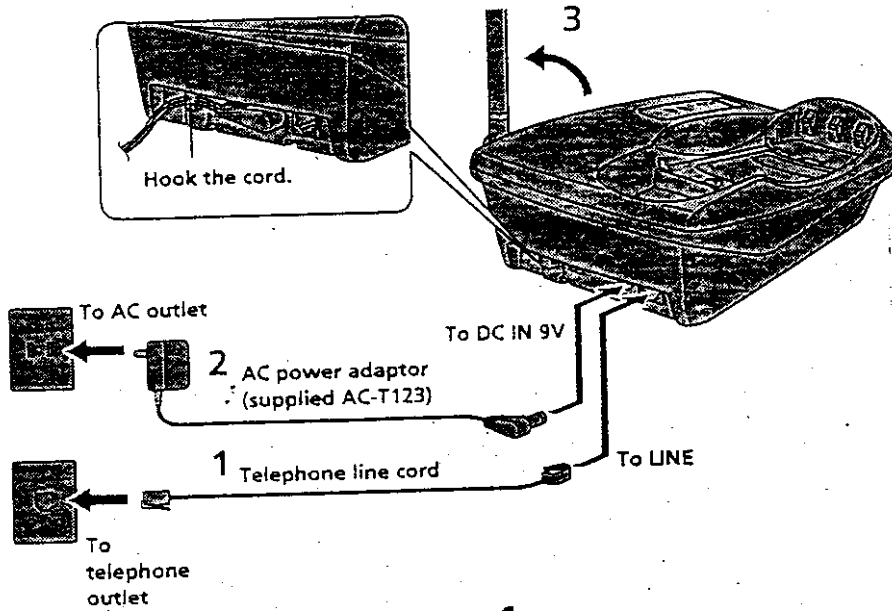 3
Hook the cord.
To AC outlet
To DC IN 9V
2
AC power adaptor
(supplied AC-T123)
1
Telephone line cord
To LINE
To
telephone
outlet